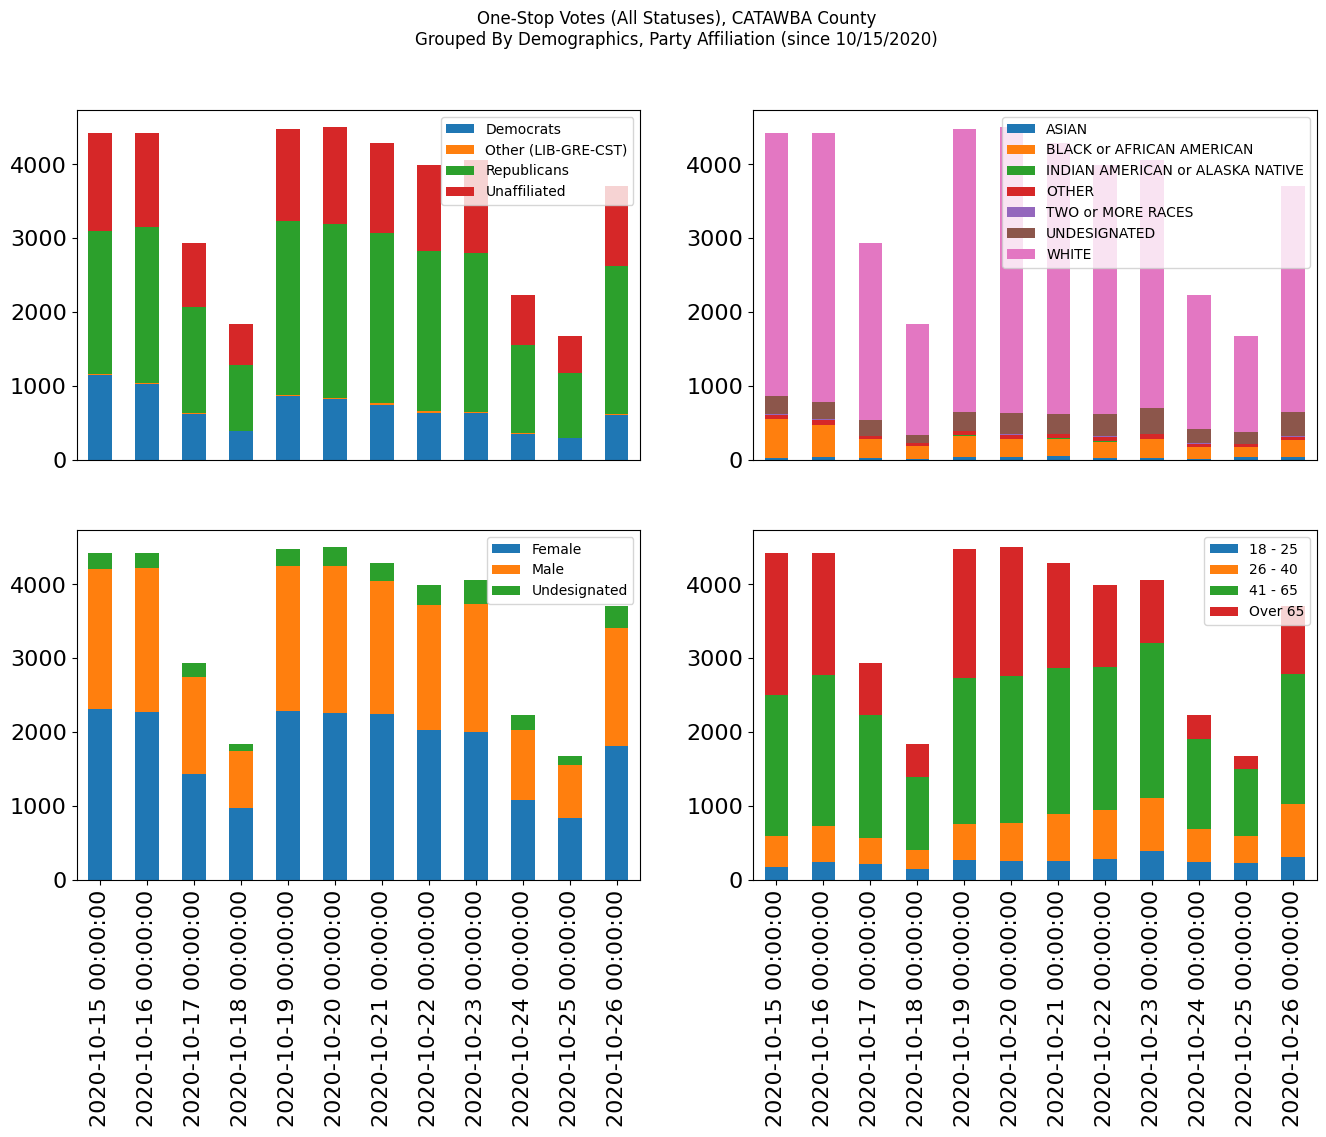 One-Stop Votes (All Statuses), CATAWBA County
Grouped By Demographics, Party Affiliation (since 10/15/2020)
4000
3000
2000
1000
0
Democrats
Other (LIB-GRE-CST)
Republicans
Unaffiliated
4000
3000
2000
1000
0
ASIAN
BLACK or AFRICAN AMERICAN
INDIAN AMERICAN or ALASKA NATIVE
OTHER
TWO or MORE RACES
UNDESIGNATED
WHITE
4000
3000
2000
1000
0
Female
Male
Undesignated
2020-10-15 00:00:00
2020-10-16 00:00:00
2020-10-17 00:00:00
2020-10-18 00:00:00
2020-10-19 00:00:00
2020-10-20 00:00:00
2020-10-21 00:00:00
2020-10-22 00:00:00
2020-10-23 00:00:00
2020-10-24 00:00:00
2020-10-25 00:00:00
2020-10-26 00:00:00
4000
3000
2000
1000
0
18 - 25
26 - 40
41 - 65
Over 65
2020-10-15 00:00:00
2020-10-16 00:00:00
2020-10-17 00:00:00
2020-10-18 00:00:00
2020-10-19 00:00:00
2020-10-20 00:00:00
2020-10-21 00:00:00
2020-10-22 00:00:00
2020-10-23 00:00:00
2020-10-24 00:00:00
2020-10-25 00:00:00
2020-10-26 00:00:00